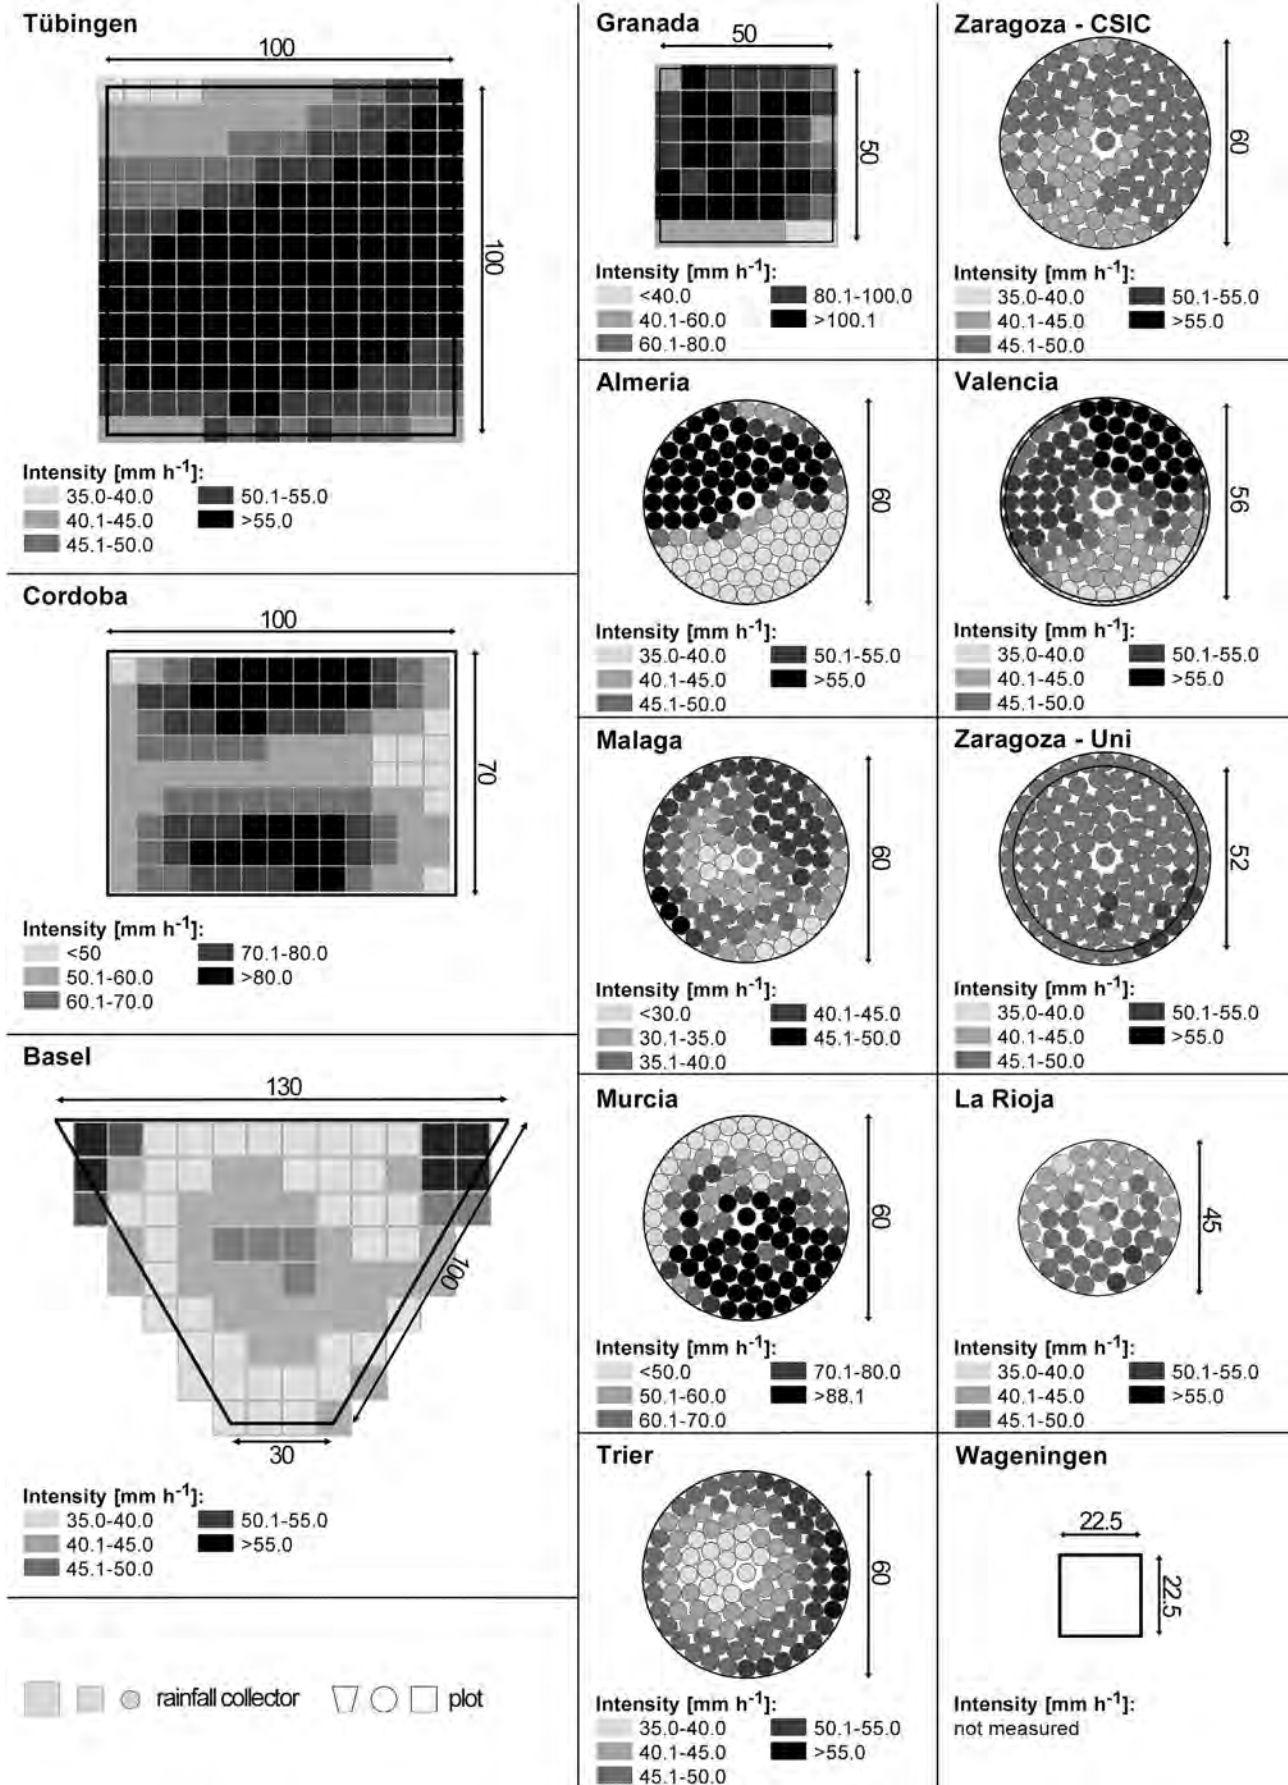 Tübingen
100
100
Intensity [mm h-1]:
35.0-40.0
50.1-55.0
40.1-45.0
>55.0
45.1-50.0
Cordoba
100
70
Intensity [mm h-1]:
<50
70.1-80.0
50.1-60.0
>80.0
60.1-70.0
Basel
130
100
30
Intensity [mm h-1]:
35.0-40.0
50.1-55.0
40.1-45.0
>55.0
45.1-50.0
rainfall collector
plot
Granada
50
50
Intensity [mm h-1]:
<40.0
80.1-100.0
40.1-60.0
>100.1
60.1-80.0
Almeria
60
Intensity [mm h-1]:
35.0-40.0
50.1-55.0
40.1-45.0
>55.0
45.1-50.0
Malaga
60
Intensity [mm h-1]:
<30.0
40.1-45.0
30.1-35.0
45.1-50.0
35.1-40.0
Murcia
60
Intensity [mm h-1]:
<50.0
70.1-80.0
50.1-60.0
>88.1
60.1-70.0
Trier
60
Intensity [mm h-1]:
35.0-40.0
50.1-55.0
40.1-45.0
>55.0
45.1-50.0
Zaragoza - CSIC
60
Intensity [mm h-1]:
35.0-40.0
50.1-55.0
40.1-45.0
>55.0
45.1-50.0
Valencia
56
Intensity [mm h-1]:
35.0-40.0
50.1-55.0
40.1-45.0
>55.0
45.1-50.0
Zaragoza - Uni
52
Intensity [mm h-1]:
35.0-40.0
50.1-55.0
40.1-45.0
>55.0
45.1-50.0
La Rioja
45
Intensity [mm h-1]:
35.0-40.0
50.1-55.0
40.1-45.0
>55.0
45.1-50.0
Wageningen
22.5
22.5
Intensity [mm h-1]:
not measured